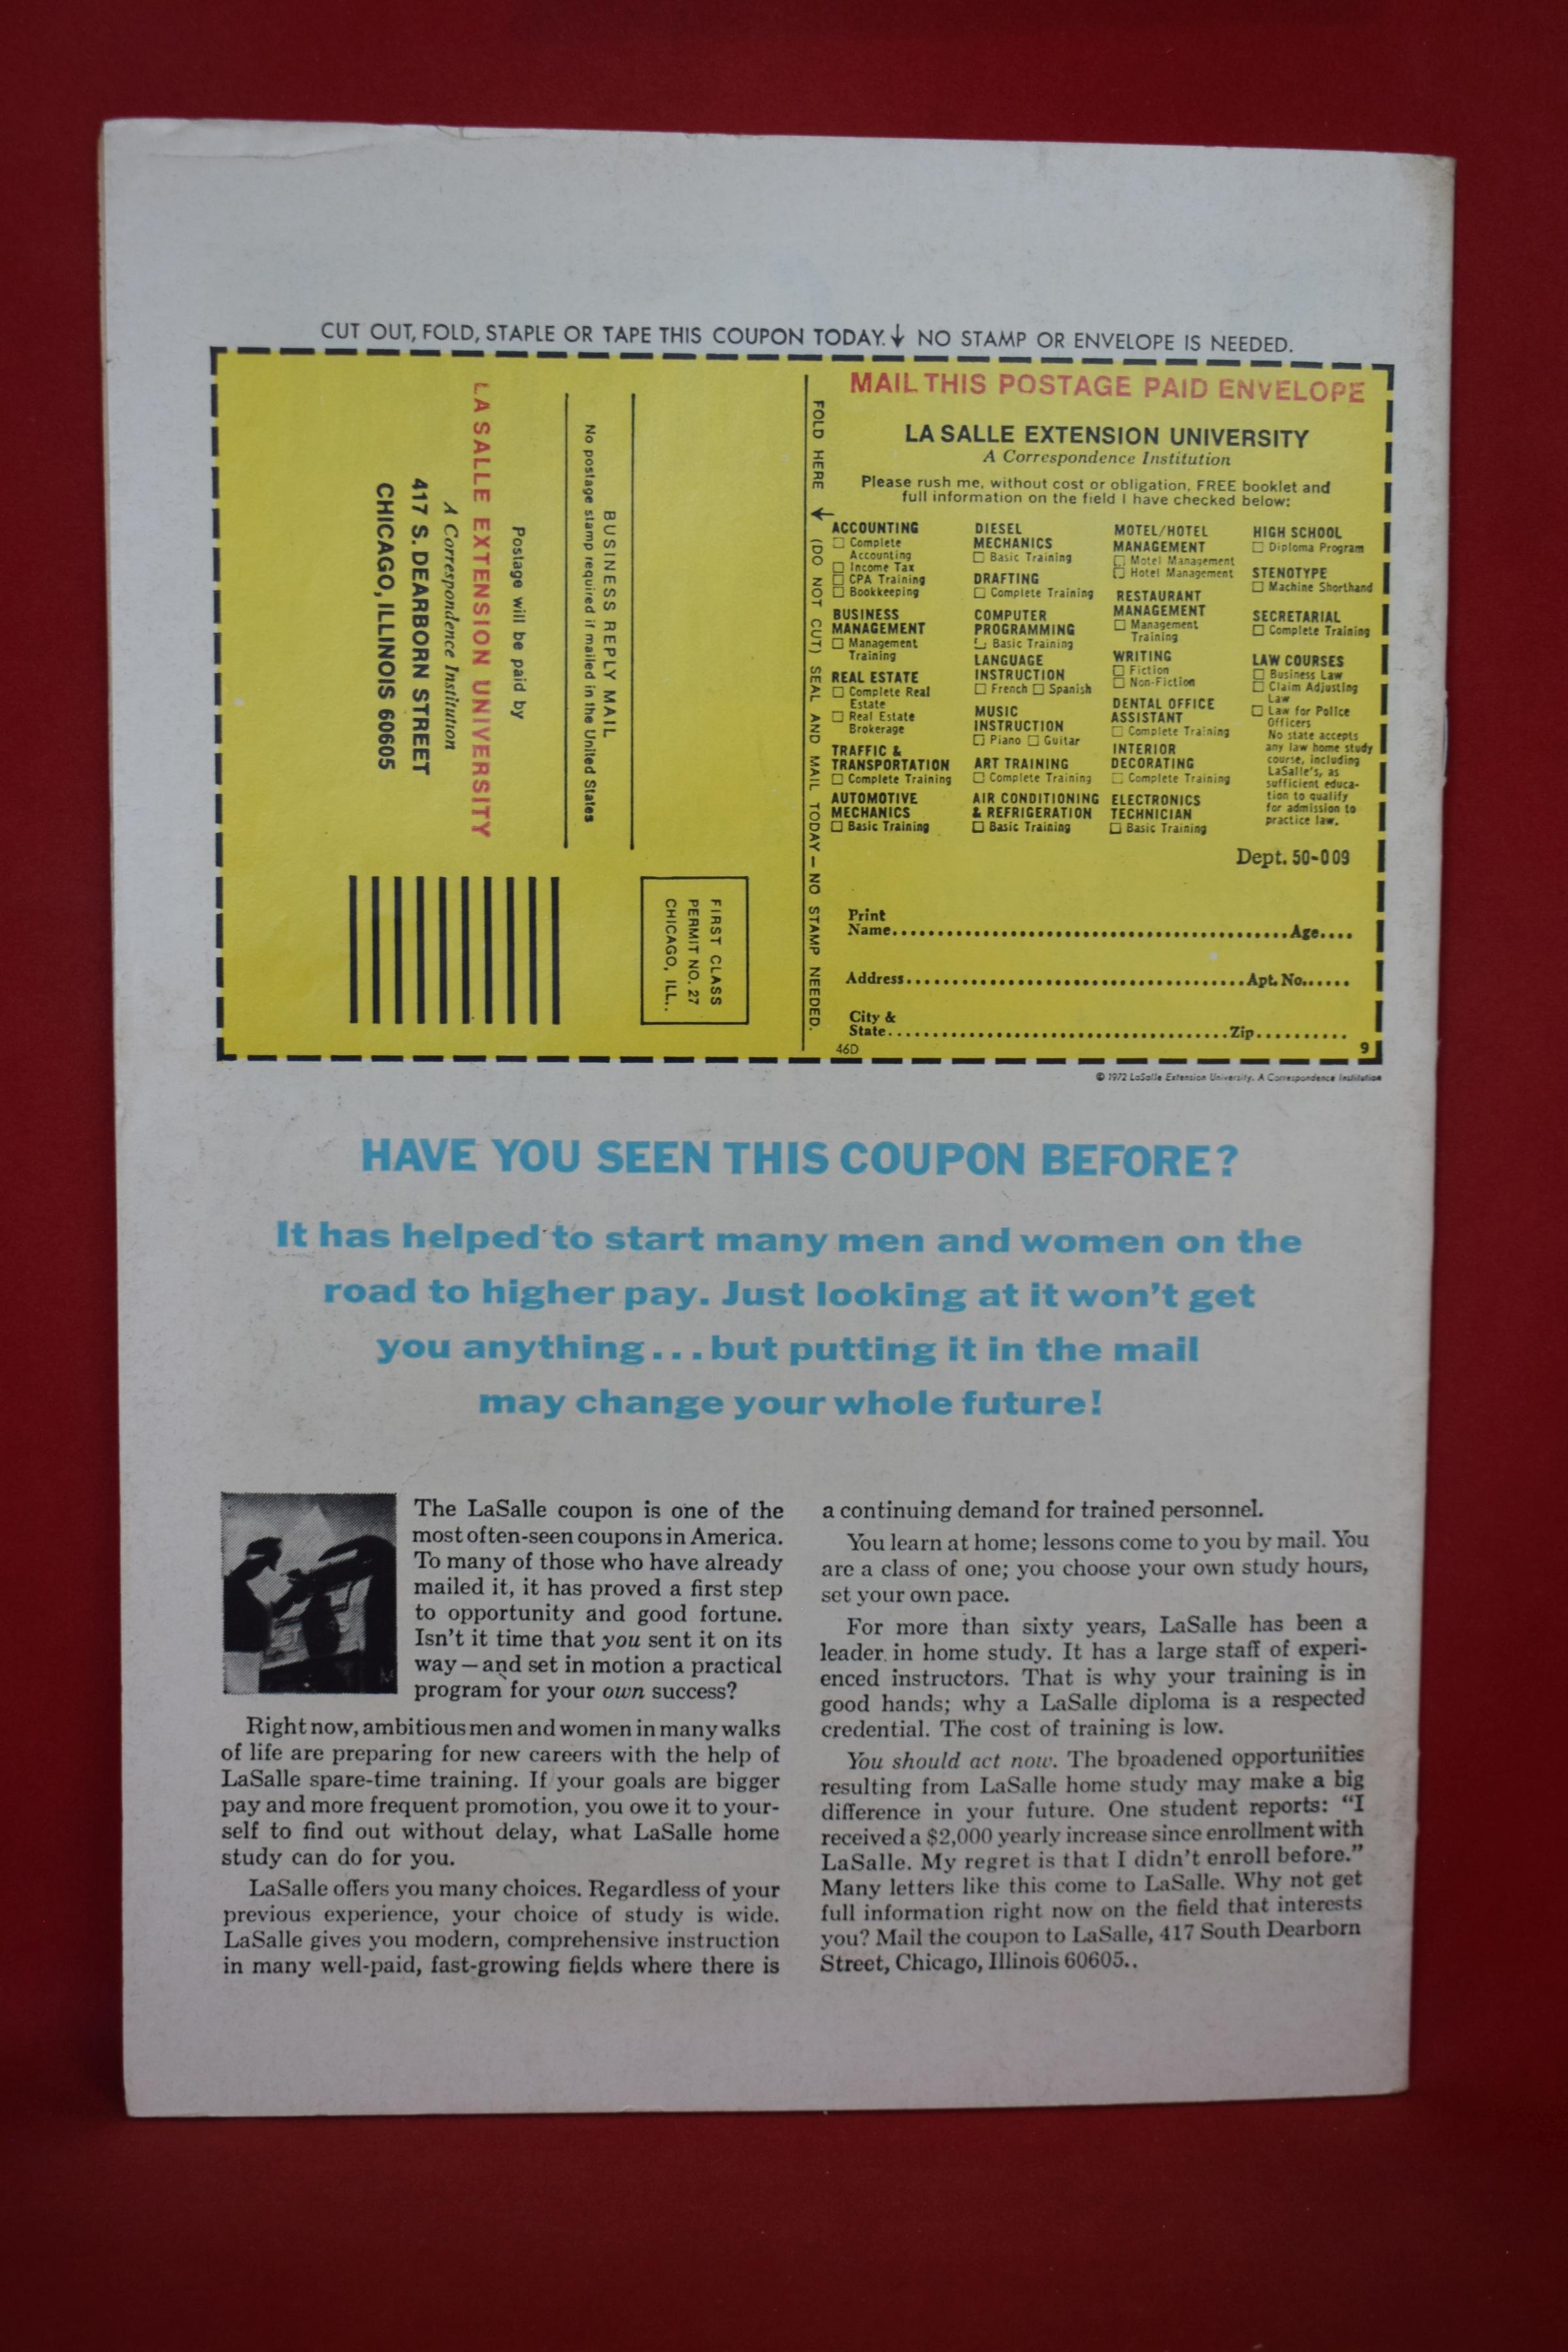 CUT OUT, FOLD, STAPLE OR TAPE THIS COUPON TODAY.↓ NO STAMP OR ENVELOPE IS NEEDED.
FIRST CLASS
PERMIT NO. 27
CHICAGO, ILL..
BUSINESS REPLY MAIL
No postage stamp required if mailed in the United States
Postage will be paid by
LASALLE EXTENSION UNIVERSITY
A Correspondence Institution
417 S. DEARBORN STREET
CHICAGO, ILLINOIS 60605
FOLD HERE ↓ (DO NOT CUT) SEAL AND MAIL TODAY — NO STAMP NEEDED.
MAIL THIS POSTAGE PAID ENVELOPE
LA SALLE EXTENSION UNIVERSITY
A Correspondence Institution
Please rush me, without cost or obligation, FREE booklet and
full information on the field I have checked below:
ACCOUNTING
☐ Complete
Accounting
☐ Income Tax
☐ CPA Training
☐ Bookkeeping
BUSINESS
MANAGEMENT
☐ Management
Training
REAL ESTATE
☐ Complete Real
Estate
☐ Real Estate
Brokerage
TRAFFIC &
TRANSPORTATION
☐ Complete Training
AUTOMOTIVE
MECHANICS
☐ Basic Training
DIESEL
MECHANICS
☐ Basic Training
DRAFTING
☐ Complete Training
COMPUTER
PROGRAMMING
☐ Basic Training
LANGUAGE
INSTRUCTION
☐ French ☐ Spanish
MUSIC
INSTRUCTION
☐ Piano ☐ Guitar
ART TRAINING
☐ Complete Training
AIR CONDITIONING
& REFRIGERATION
☐ Basic Training
MOTEL/HOTEL
MANAGEMENT
☐ Motel Management
☐ Hotel Management
RESTAURANT
MANAGEMENT
☐ Management
Training
WRITING
☐ Fiction
☐ Non-Fiction
DENTAL OFFICE
ASSISTANT
☐ Complete Training
INTERIOR
DECORATING
☐ Complete Training
ELECTRONICS
TECHNICIAN
☐ Basic Training
HIGH SCHOOL
☐ Diploma Program
STENOTYPE
☐ Machine Shorthand
SECRETARIAL
☐ Complete Training
LAW COURSES
☐ Business Law
☐ Claim Adjusting
Law
☐ Law for Police
Officers
No state accepts
any law home study
course, including
LaSalle's, as
sufficient educa-
tion to qualify
for admission to
practice law.
Dept. 50-009
Print
Name..........Age....
Address..........Apt. No......
City &
State..........Zip..........
46D 9
© 1972 LaSalle Extension University. A Correspondence Institution
HAVE YOU SEEN THIS COUPON BEFORE?
It has helped to start many men and women on the
road to higher pay. Just looking at it won't get
you anything...but putting it in the mail
may change your whole future!
The LaSalle coupon is one of the
most often-seen coupons in America.
To many of those who have already
mailed it, it has proved a first step
to opportunity and good fortune.
Isn't it time that you sent it on its
way — and set in motion a practical
program for your own success?
Right now, ambitious men and women in many walks
of life are preparing for new careers with the help of
LaSalle spare-time training. If your goals are bigger
pay and more frequent promotion, you owe it to your-
self to find out without delay, what LaSalle home
study can do for you.
LaSalle offers you many choices. Regardless of your
previous experience, your choice of study is wide.
LaSalle gives you modern, comprehensive instruction
in many well-paid, fast-growing fields where there is
a continuing demand for trained personnel.
You learn at home; lessons come to you by mail. You
are a class of one; you choose your own study hours,
set your own pace.
For more than sixty years, LaSalle has been a
leader in home study. It has a large staff of experi-
enced instructors. That is why your training is in
good hands; why a LaSalle diploma is a respected
credential. The cost of training is low.
You should act now. The broadened opportunities
resulting from LaSalle home study may make a big
difference in your future. One student reports: "I
received a $2,000 yearly increase since enrollment with
LaSalle. My regret is that I didn't enroll before."
Many letters like this come to LaSalle. Why not get
full information right now on the field that interests
you? Mail the coupon to LaSalle, 417 South Dearborn
Street, Chicago, Illinois 60605..